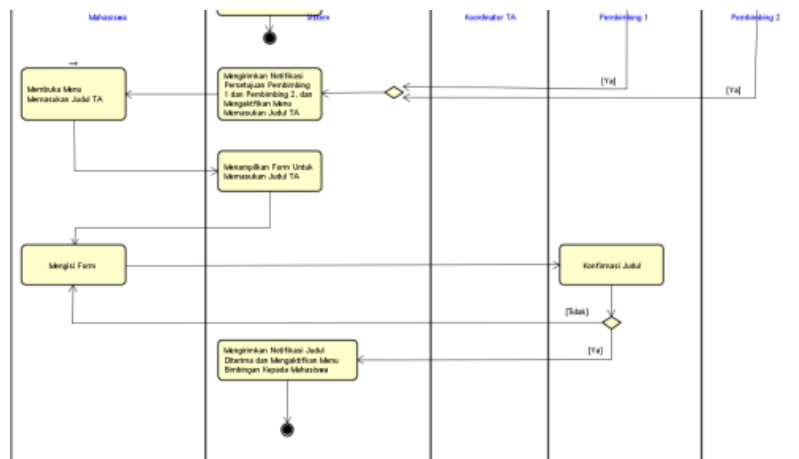 Mahasiswa
Sistem
Koordinator TA
Pembimbing 1
Pembimbing 2
Membuka Menu
Memasukan Judul TA
Mengirimkan Notifikasi
Persetujuan Pembimbing
1 dan Pembimbing 2, dan
Mengaktfikan Menu
Memasukan Judul TA
[Ya]
[Ya]
Menampilkan Form Untuk
Memasukan Judul TA
Mengisi Form
Konfirmasi Judul
[Tidak]
Mengirimkan Notifikasi Judul
Diterima dan Mengaktifkan Menu
Bimbingan Kepada Mahasiswa
[Ya]